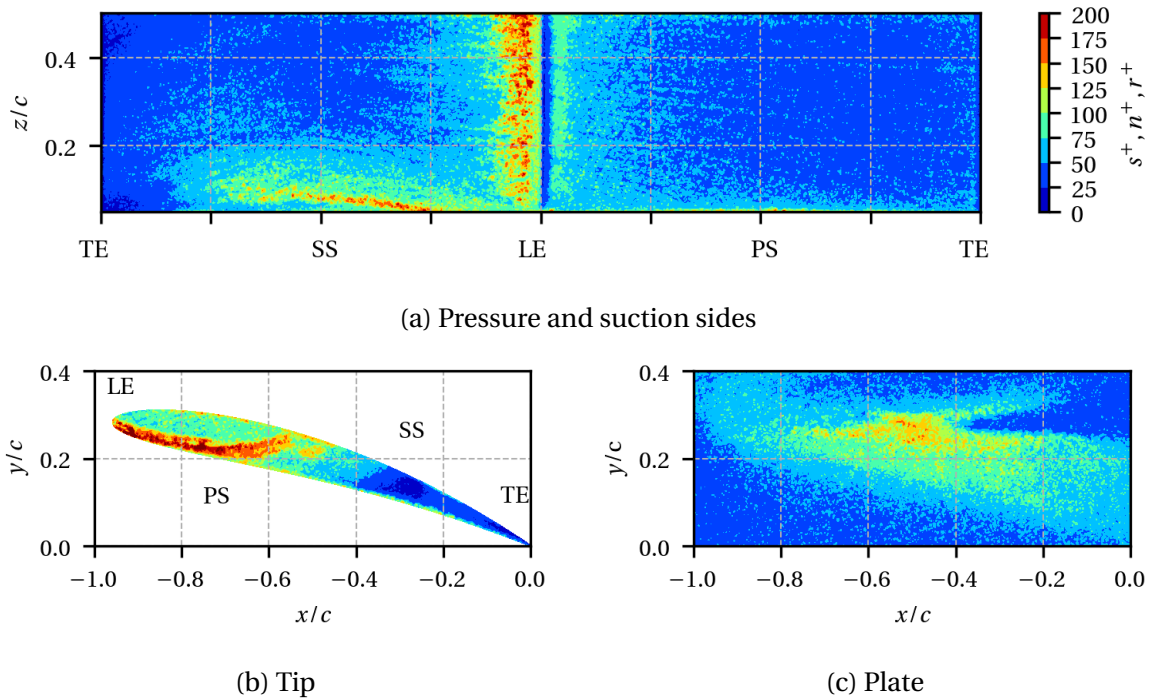 200
175
150
125
100
75
50
25
0
s⁺, n⁺, r⁺
0.4
0.2
z/c
TE SS LE PS TE
(a) Pressure and suction sides
0.4
0.2
0.0
y/c
LE
SS
PS
TE
−1.0 −0.8 −0.6 −0.4 −0.2 0.0
x/c
(b) Tip
0.4
0.2
0.0
y/c
−1.0 −0.8 −0.6 −0.4 −0.2 0.0
x/c
(c) Plate